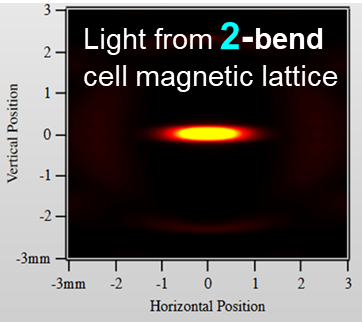 Light from 2-bend
cell magnetic lattice
Vertical Position
3
2
1
0
-1
-2
-3mm
-3mm -2 -1 0 1 2 3
Horizontal Position